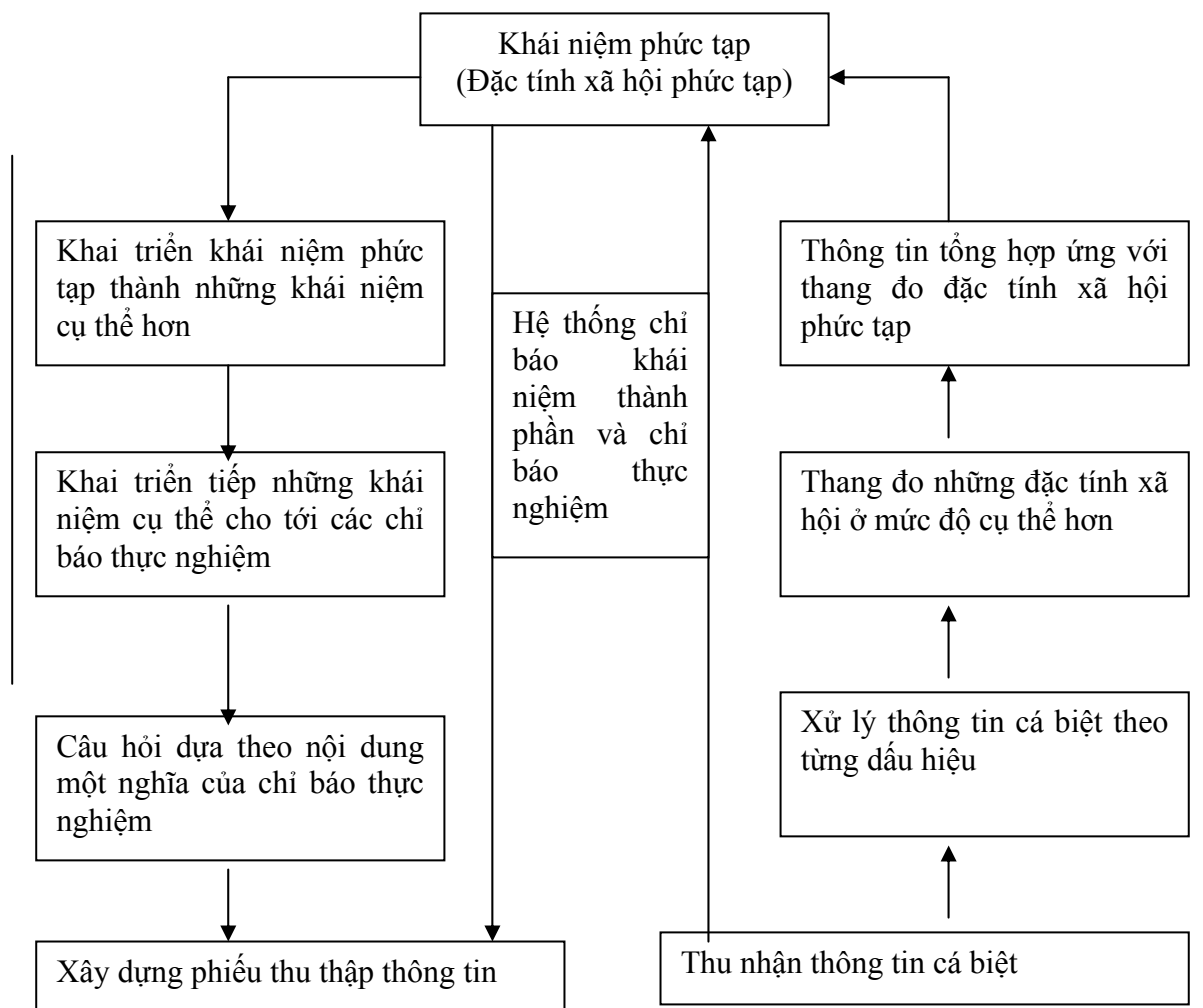 Khái niệm phức tạp
(Đặc tính xã hội phức tạp)
Khai triển khái niệm phức
tạp thành những khái niệm
cụ thể hơn
Khai triển tiếp những khái
niệm cụ thể cho tới các chỉ
báo thực nghiệm
Câu hỏi dựa theo nội dung
một nghĩa của chỉ báo thực
nghiệm
Xây dựng phiếu thu thập thông tin
Hệ thống chỉ
báo khái
niệm thành
phần và chỉ
báo thực
nghiệm
Thông tin tổng hợp ứng với
thang đo đặc tính xã hội
phức tạp
Thang đo những đặc tính xã
hội ở mức độ cụ thể hơn
Xử lý thông tin cá biệt theo
từng dấu hiệu
Thu nhận thông tin cá biệt